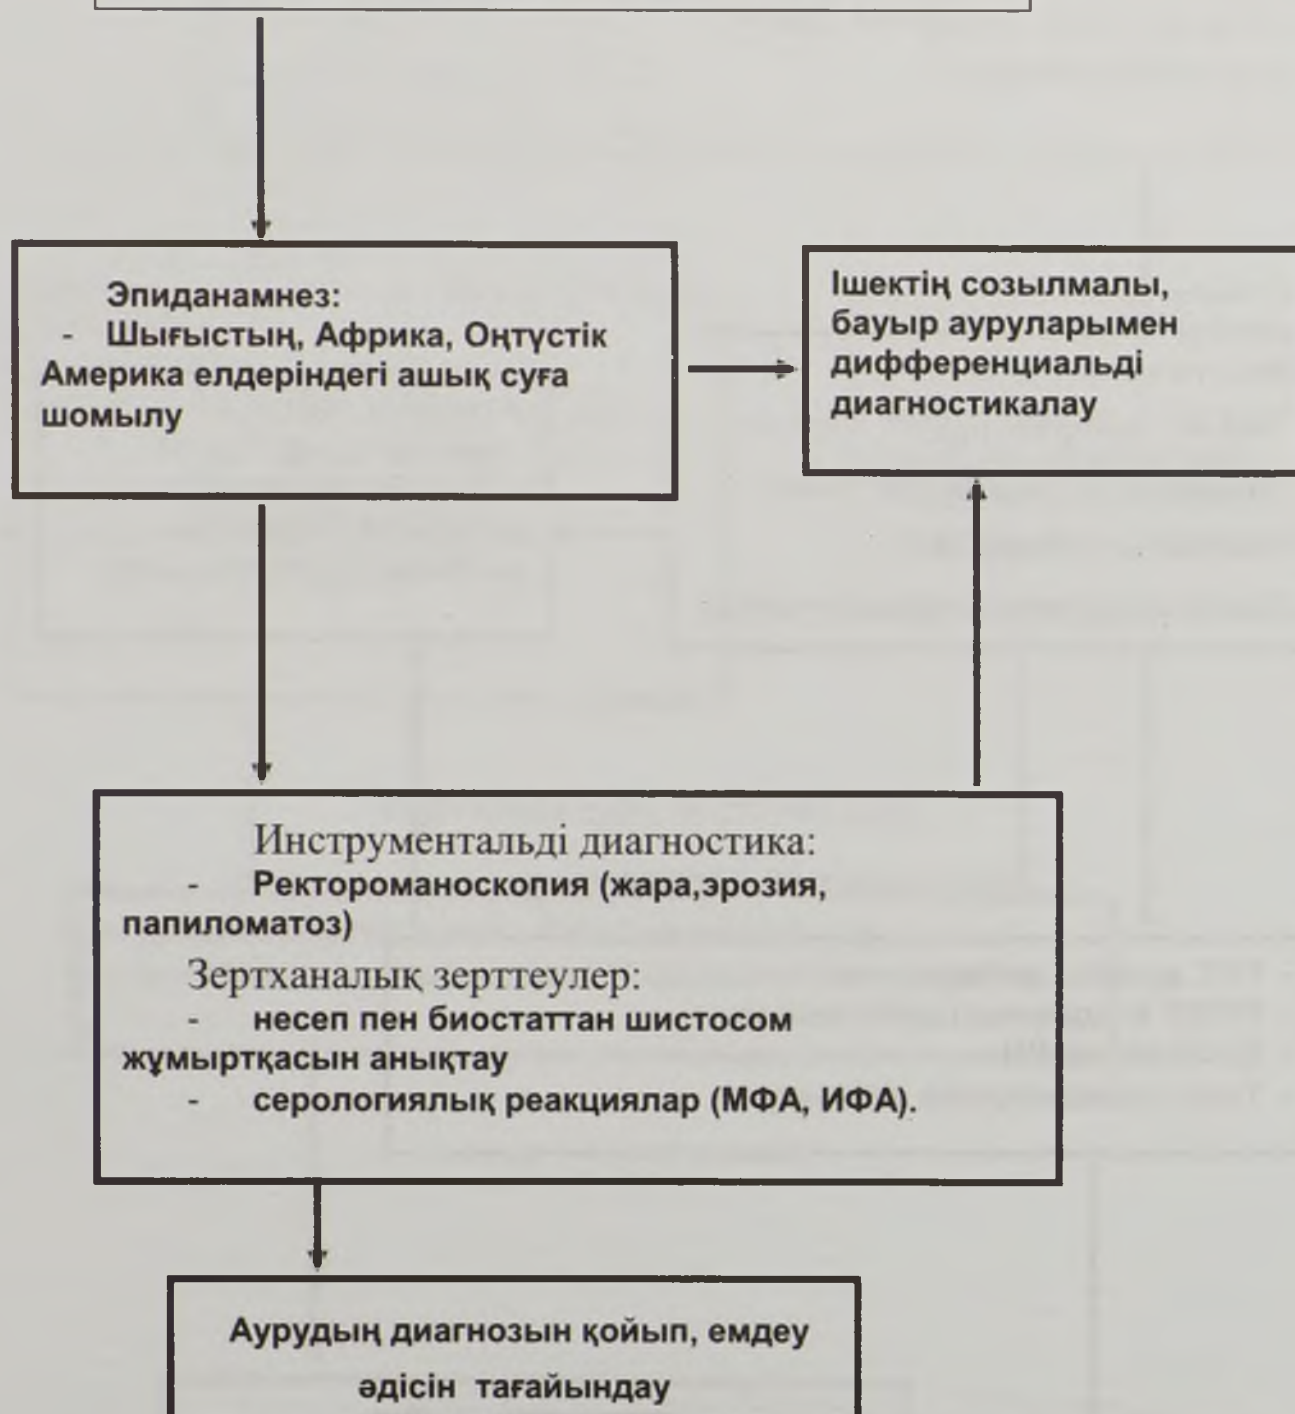 Эпиданамнез:
- Шығыстың, Африка, Оңтүстік
Америка елдеріндегі ашық суға
шомылу
Ішектің созылмалы,
бауыр ауруларымен
дифференциальді
диагностикалау
Инструментальді диагностика:
- Ректороманоскопия (жара,эрозия,
папиломатоз)
Зертханалық зерттеулер:
- несеп пен биостаттан шистосом
жұмыртқасын анықтау
- серологиялық реакциялар (МФА, ИФА).
Аурудың диагнозын қойып, емдеу
әдісін тағайындау